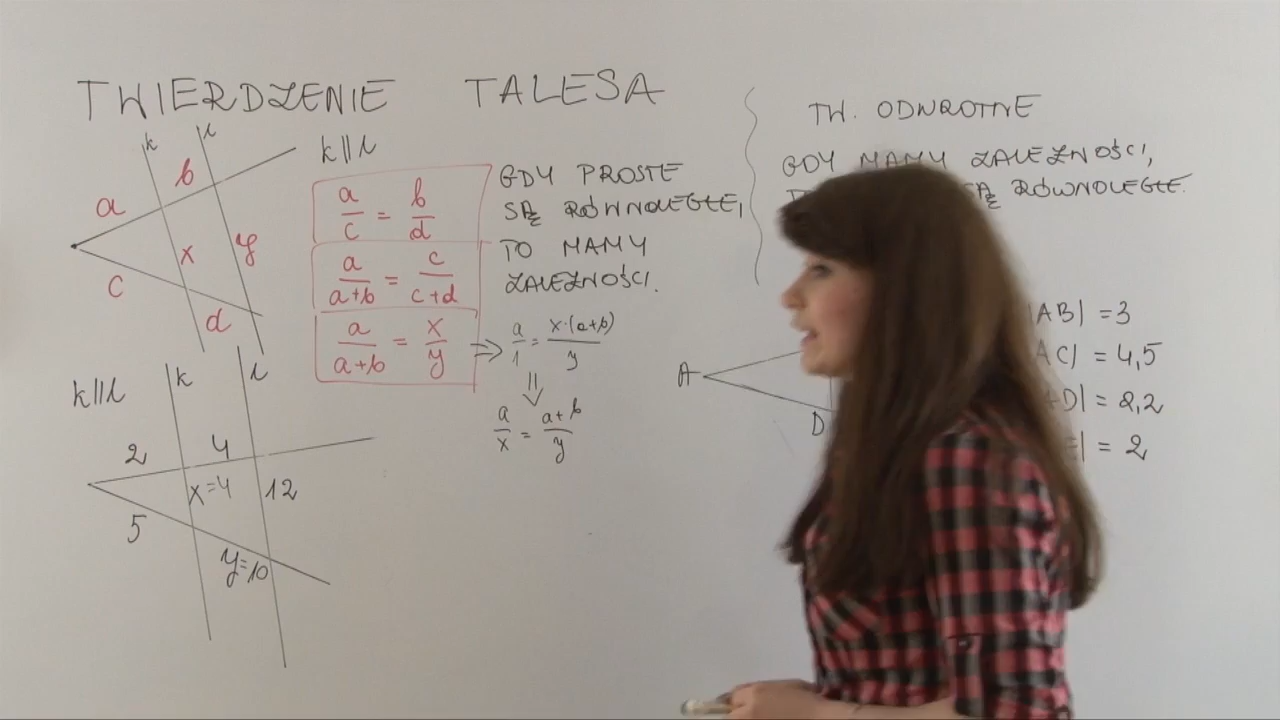 TWIERDZENIE TALESA
k l
k || l
a b
x y
c
d
a/c = b/d
a/a+b = c/c+d
a/a+b = x/y
GDY PROSTE
SĄ RÓWNOLEGŁE,
TO MAMY
ZALEŻNOŚCI.
⇒ a/1 = x·(a+b)/y
⇓
a/x = a+b/y
k || l
k l
2 4
x=4 12
5
y=10
TW. ODWROTNE
GDY MAMY ZALEŻNOŚCI,
SĄ RÓWNOLEGŁE.
A
D
|AB| = 3
AC| = 4,5
D| = 2,2
| = 2